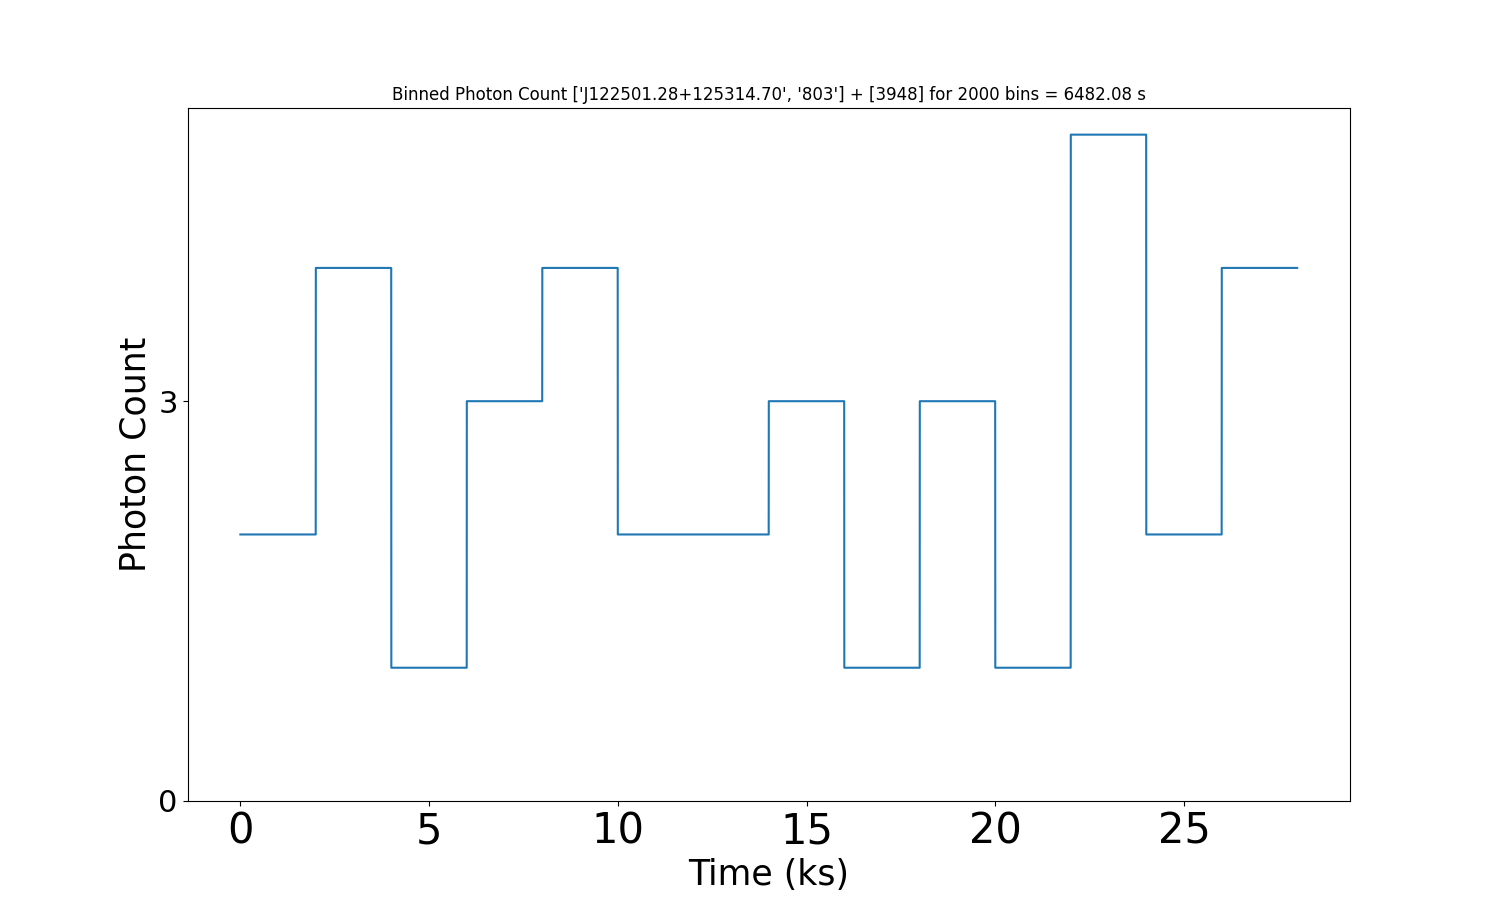 Binned Photon Count ['J122501.28+125314.70', '803'] + [3948] for 2000 bins = 6482.08 s
Photon Count
3
0
0 5 10 15 20 25
Time (ks)